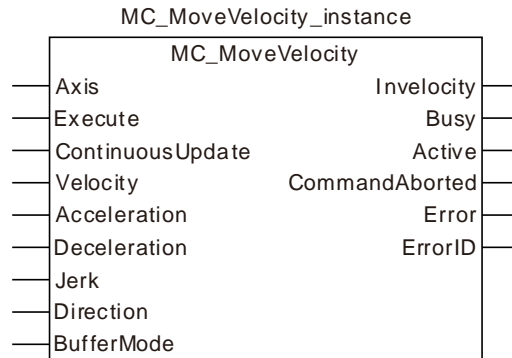 MC_MoveVelocity_instance
MC_MoveVelocity
Axis Invelocity
Execute Busy
ContinuousUpdate Active
Velocity CommandAborted
Acceleration Error
Deceleration ErrorID
Jerk
Direction
BufferMode